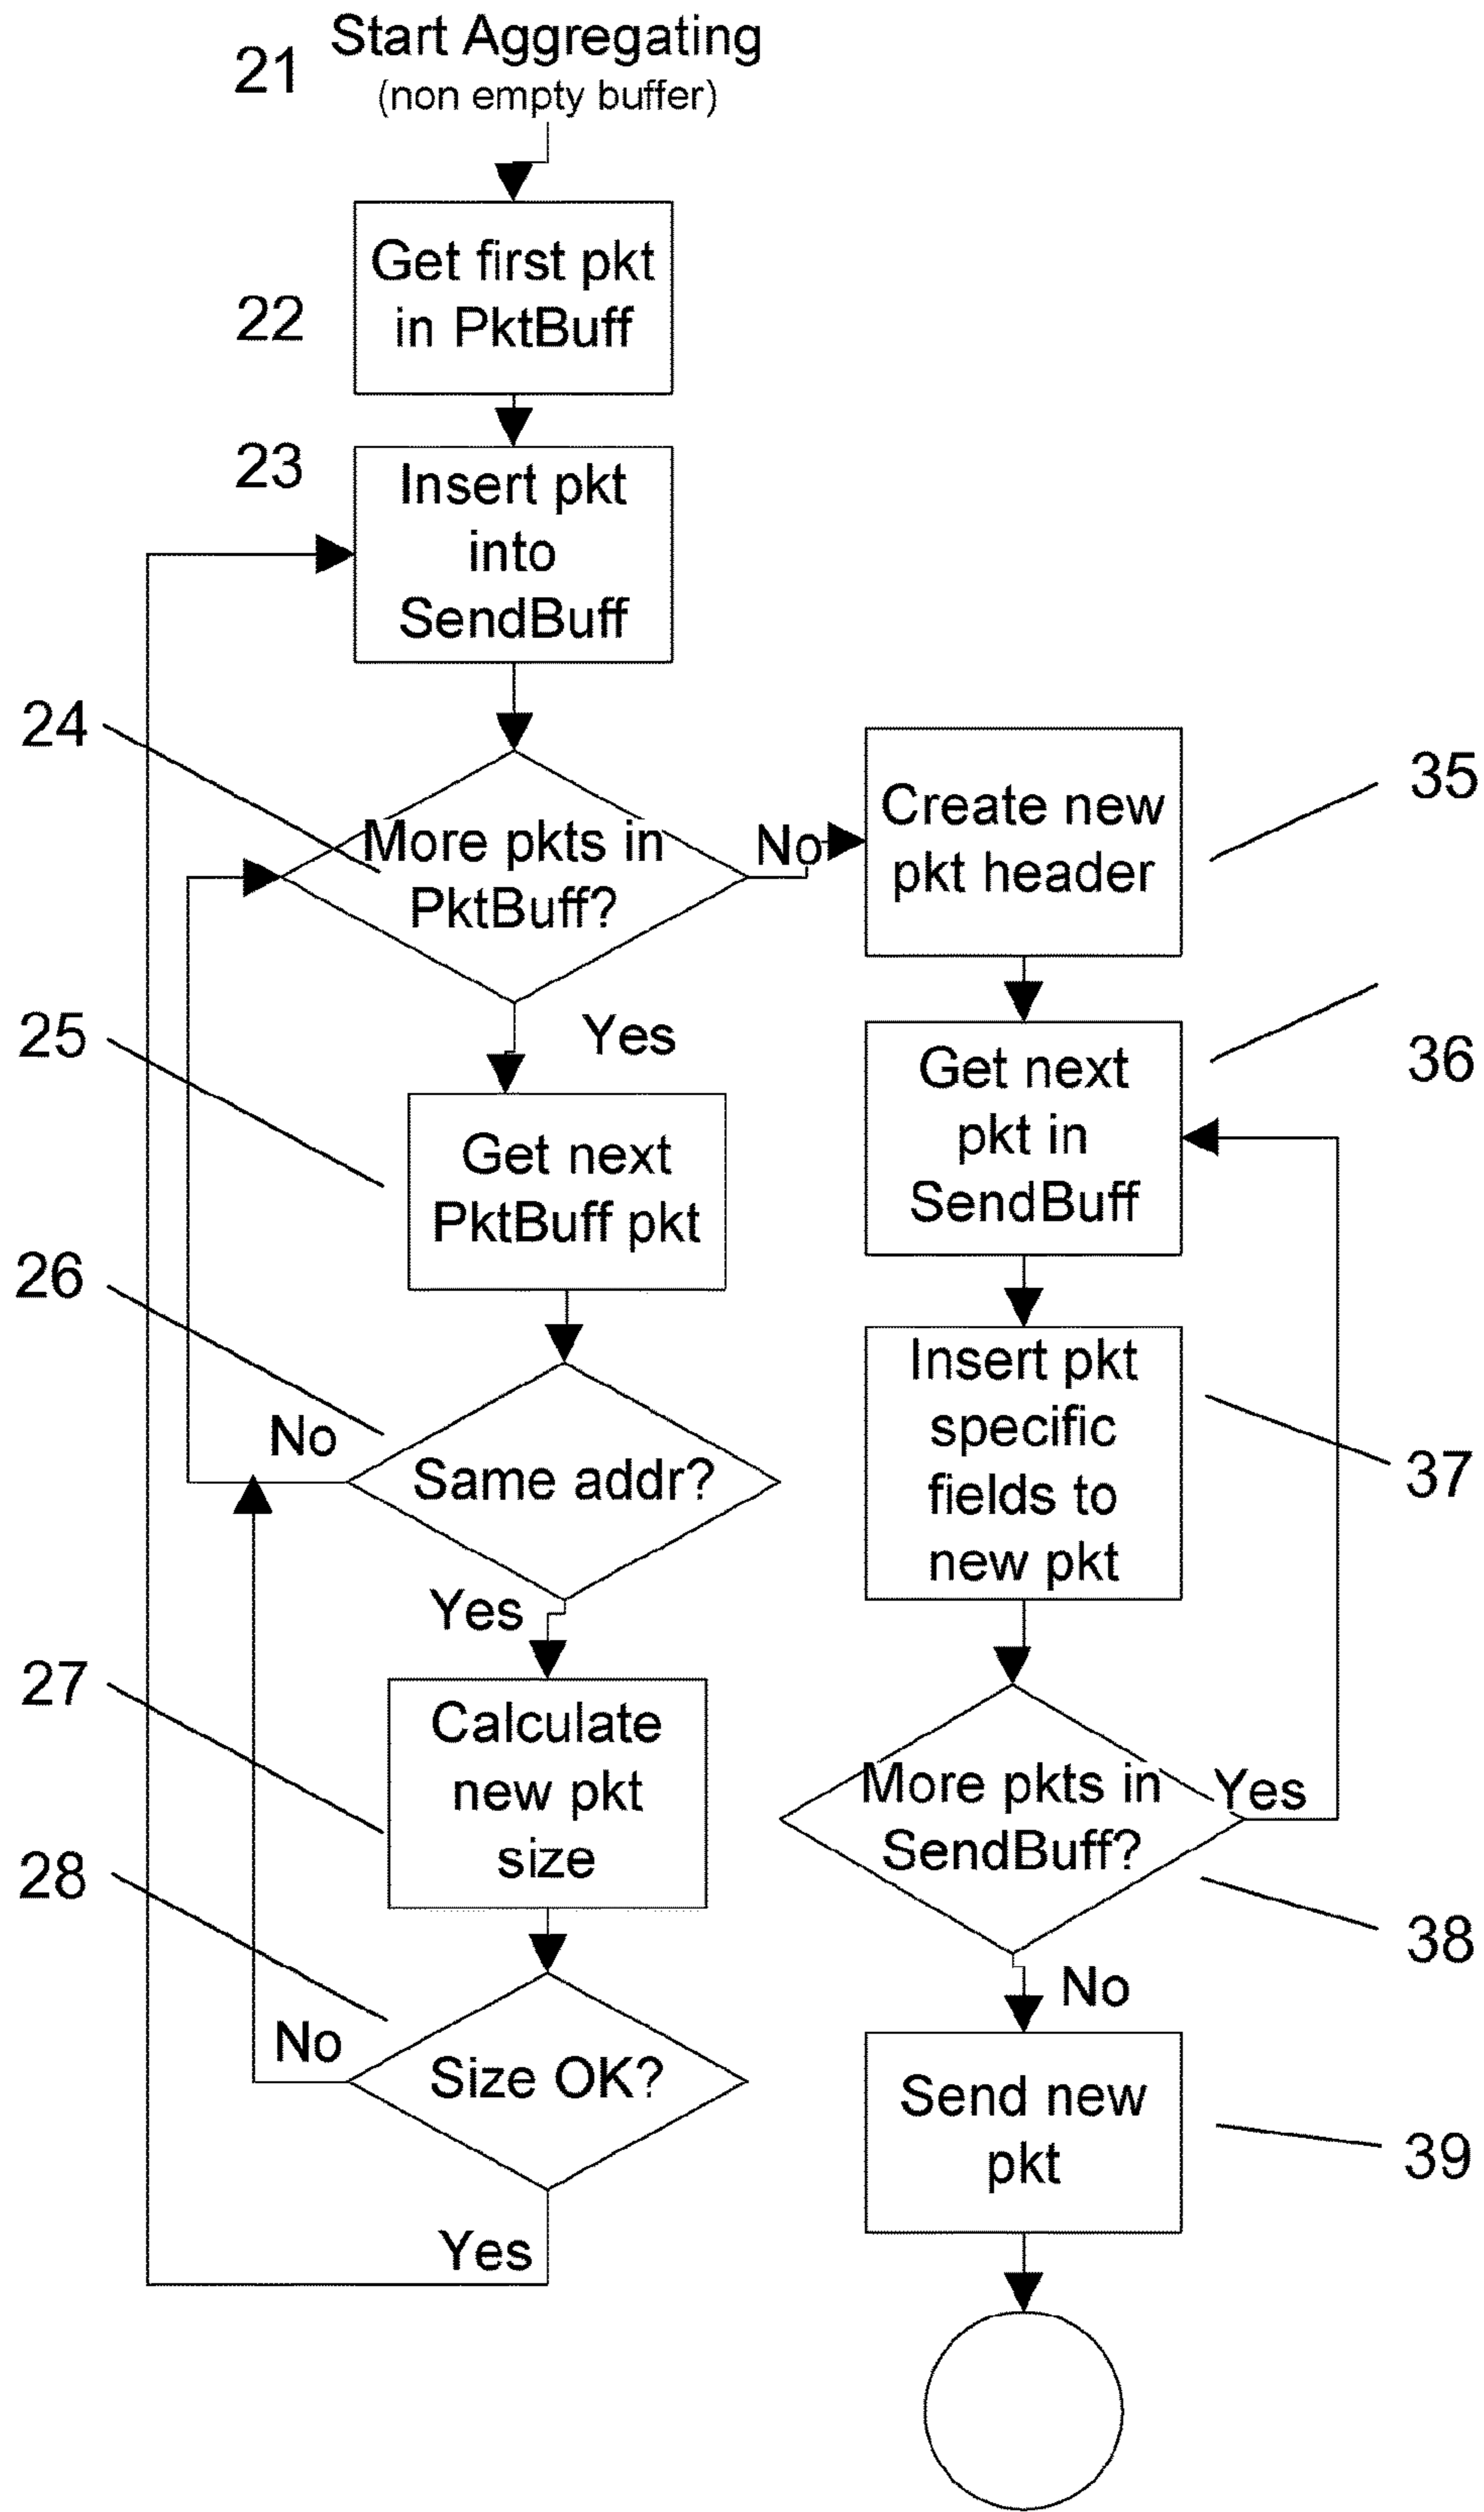 21
Start Aggregating
(non empty buffer)
22
Get first pkt
in PktBuff
23
Insert pkt
into
SendBuff
24
More pkts in
PktBuff?
No
Yes
25
Get next
PktBuff pkt
26
No
Same addr?
Yes
27
Calculate
new pkt
size
28
No
Size OK?
Yes
Create new
pkt header
35
Get next
pkt in
SendBuff
36
Insert pkt
specific
fields to
new pkt
37
More pkts in
SendBuff?
Yes
38
No
Send new
pkt
39